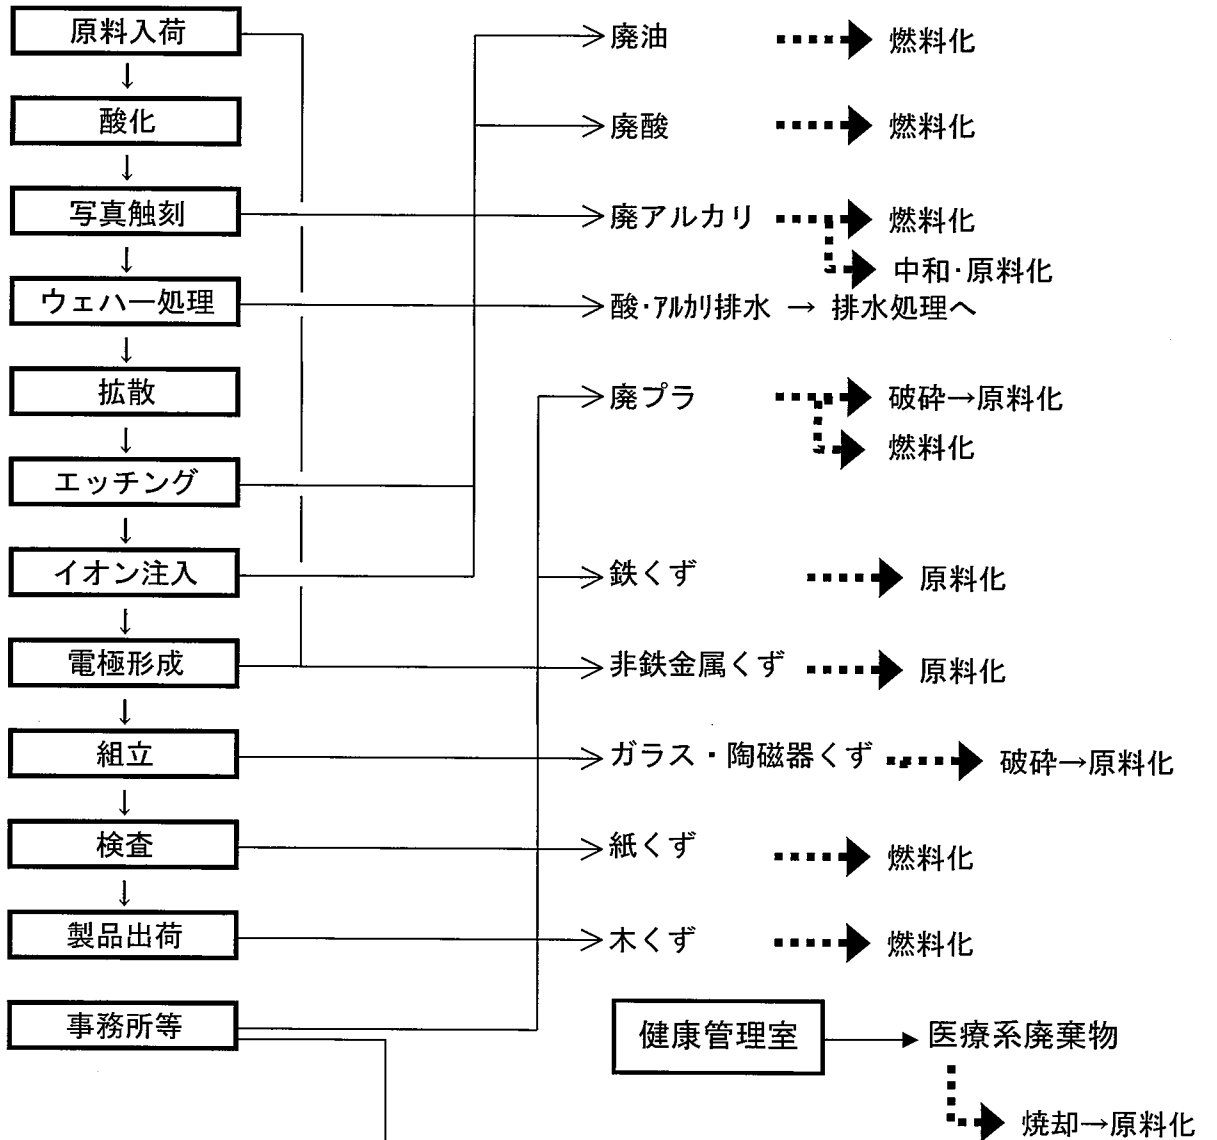 原料入荷
酸化
写真触刻
ウェハー処理
拡散
エッチング
イオン注入
電極形成
組立
検査
製品出荷
事務所等
廃油 燃料化
廃酸 燃料化
廃アルカリ 燃料化
中和・原料化
酸・アルカリ排水 → 排水処理へ
廃プラ 破砕→原料化
燃料化
鉄くず 原料化
非鉄金属くず 原料化
ガラス・陶磁器くず 破砕→原料化
紙くず 燃料化
木くず 燃料化
健康管理室 医療系廃棄物
焼却→原料化